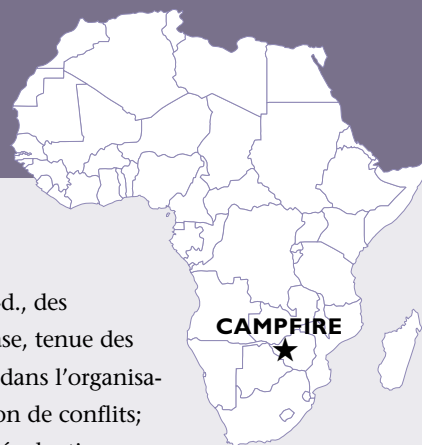 d., des
CAMPFIRE
se, tenue des
dans l'organisa-
on de conflits;